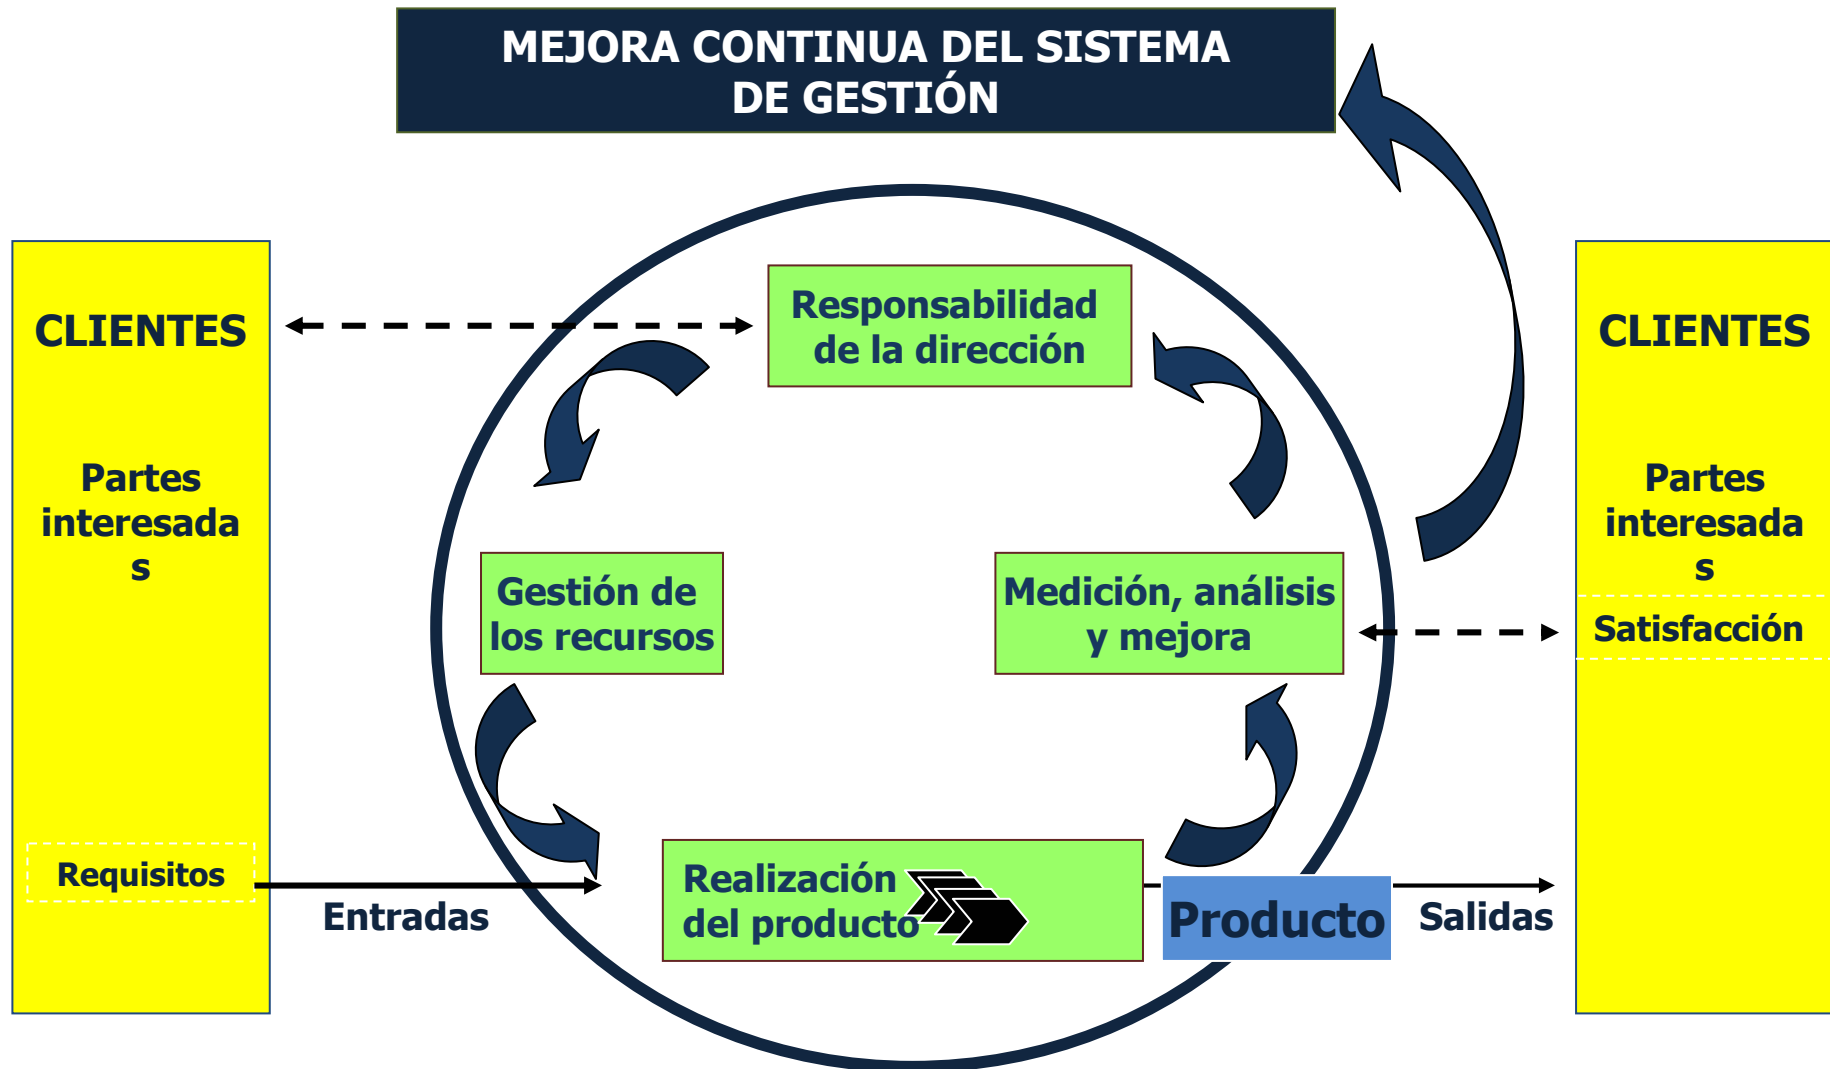 MEJORA CONTINUA DEL SISTEMA
DE GESTIÓN
CLIENTES
Partes
interesada
s
Requisitos
Entradas
Responsabilidad
de la dirección
Gestión de
los recursos
Medición, análisis
y mejora
Realización
del producto
Producto
Salidas
CLIENTES
Partes
interesada
s
Satisfacción